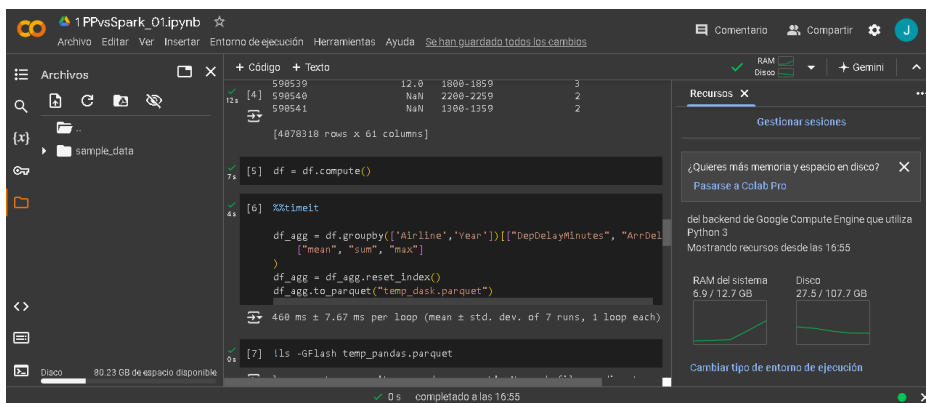 CO 1 PPvsSpark_01.ipynb
Comentario Compartir J
Archivo Editar Ver Insertar Entorno de ejecución Herramientas Ayuda Se han guardado todos los cambios
Archivos
+ Código + Texto
RAM
Disco
Gemini
..
sample_data
{x}
<>
Disco 80.23 GB de espacio disponible
590539 12.0 1800-1859 3
12 s [4] 590540 NaN 2200-2259 2
590541 NaN 1300-1359 2
[4078318 rows x 61 columns]
7 s [5] df = df.compute()
4 s [6] %%timeit
df_agg = df.groupby(['Airline','Year'])[["DepDelayMinutes", "ArrDel
["mean", "sum", "max"]
)
df_agg = df_agg.reset_index()
df_agg.to_parquet("temp_dask.parquet")
460 ms ± 7.67 ms per loop (mean ± std. dev. of 7 runs, 1 loop each)
0 s [7] !ls -GFlash temp_pandas.parquet
Recursos X
Gestionar sesiones
¿Quieres más memoria y espacio en disco?
Pasarse a Colab Pro
del backend de Google Compute Engine que utiliza
Python 3
Mostrando recursos desde las 16:55
RAM del sistema
6.9 / 12.7 GB
Disco
27.5 / 107.7 GB
Cambiar tipo de entorno de ejecución
0 s completado a las 16:55